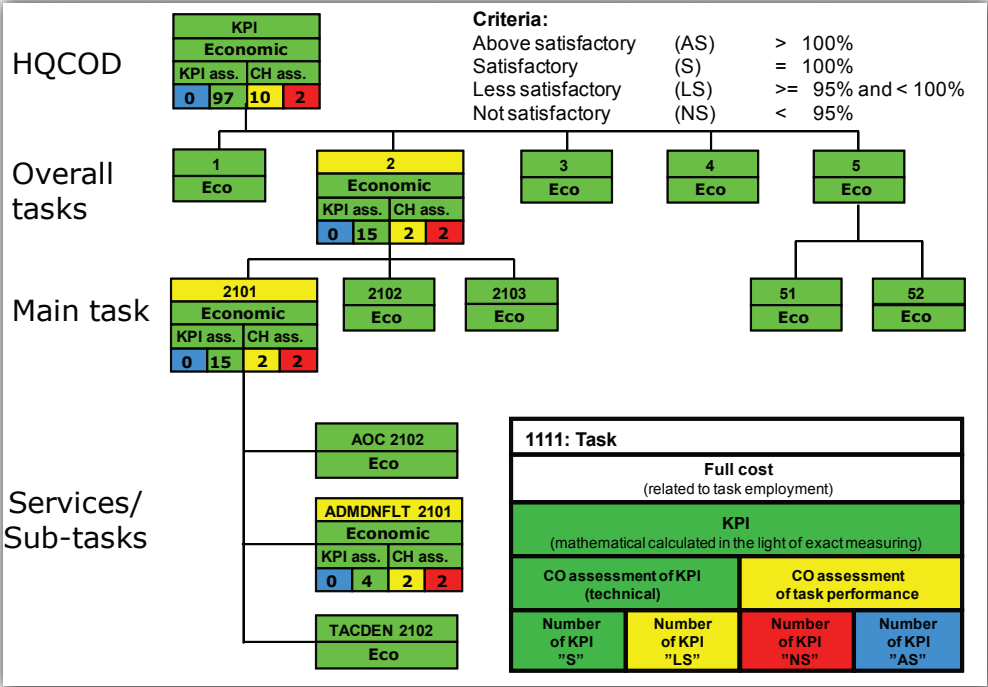 HQCOD
KPI
Economic
KPI ass. CH ass.
0 97 10 2
Criteria:
Above satisfactory (AS) > 100%
Satisfactory (S) = 100%
Less satisfactory (LS) >= 95% and < 100%
Not satisfactory (NS) < 95%
Overall
tasks
1
Eco
2
Economic
KPI ass. CH ass.
0 15 2 2
3
Eco
4
Eco
5
Eco
Main task
2101
Economic
KPI ass. CH ass.
0 15 2 2
2102
Eco
2103
Eco
51
Eco
52
Eco
Services/
Sub-tasks
AOC 2102
Eco
ADMDNFLT 2101
Economic
KPI ass. CH ass.
0 4 2 2
TACDEN 2102
Eco
1111: Task
Full cost
(related to task employment)
KPI
(mathematical calculated in the light of exact measuring)
CO assessment of KPI
(technical)
CO assessment
of task performance
Number
of KPI
”S”
Number
of KPI
”LS”
Number
of KPI
”NS”
Number
of KPI
”AS”